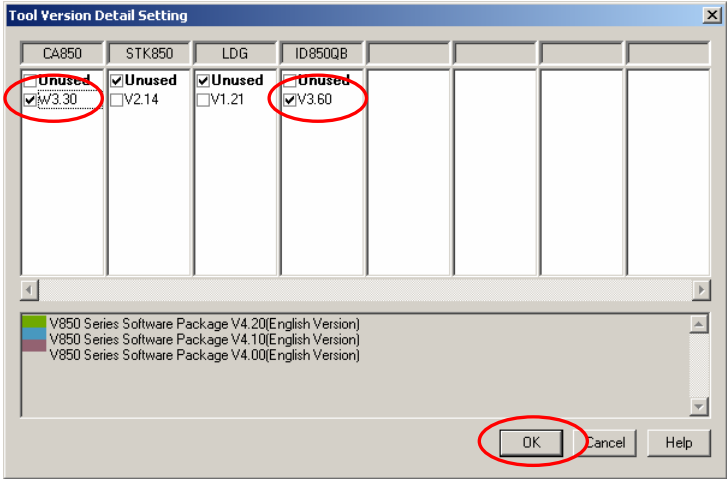 Tool Version Detail Setting
CA850 STK850 LDG ID850QB
Unused Unused Unused Unused
W3.30 V2.14 V1.21 V3.60
V850 Series Software Package V4.20(English Version)
V850 Series Software Package V4.10(English Version)
V850 Series Software Package V4.00(English Version)
OK Cancel Help